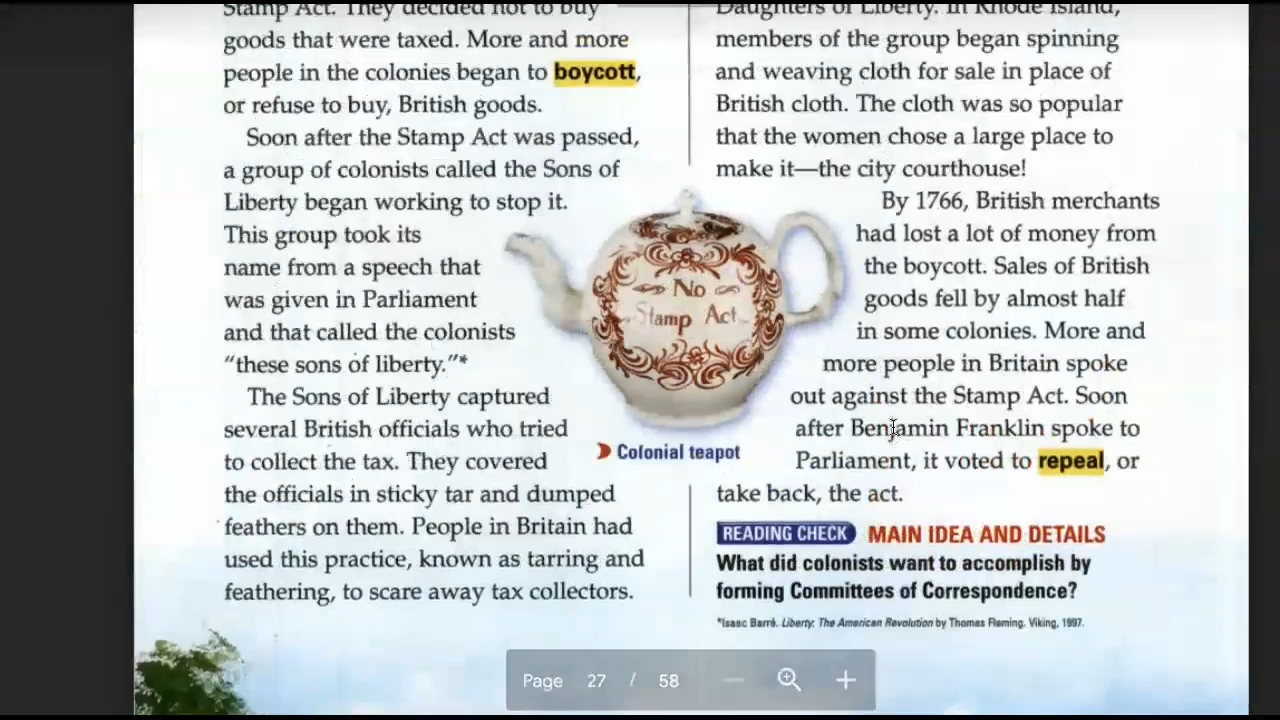 Stamp Act. They decided not to buy
goods that were taxed. More and more
people in the colonies began to boycott,
or refuse to buy, British goods.
Soon after the Stamp Act was passed,
a group of colonists called the Sons of
Liberty began working to stop it.
This group took its
name from a speech that
was given in Parliament
and that called the colonists
“these sons of liberty.”*
The Sons of Liberty captured
several British officials who tried
to collect the tax. They covered
the officials in sticky tar and dumped
feathers on them. People in Britain had
used this practice, known as tarring and
feathering, to scare away tax collectors.
No
Stamp Act
Colonial teapot
Daughters of Liberty. In Rhode Island,
members of the group began spinning
and weaving cloth for sale in place of
British cloth. The cloth was so popular
that the women chose a large place to
make it—the city courthouse!
By 1766, British merchants
had lost a lot of money from
the boycott. Sales of British
goods fell by almost half
in some colonies. More and
more people in Britain spoke
out against the Stamp Act. Soon
after Benjamin Franklin spoke to
Parliament, it voted to repeal, or
take back, the act.
READING CHECK MAIN IDEA AND DETAILS
What did colonists want to accomplish by
forming Committees of Correspondence?
*Isaac Barré. Liberty: The American Revolution by Thomas Fleming. Viking, 1997.
Page 27 / 58